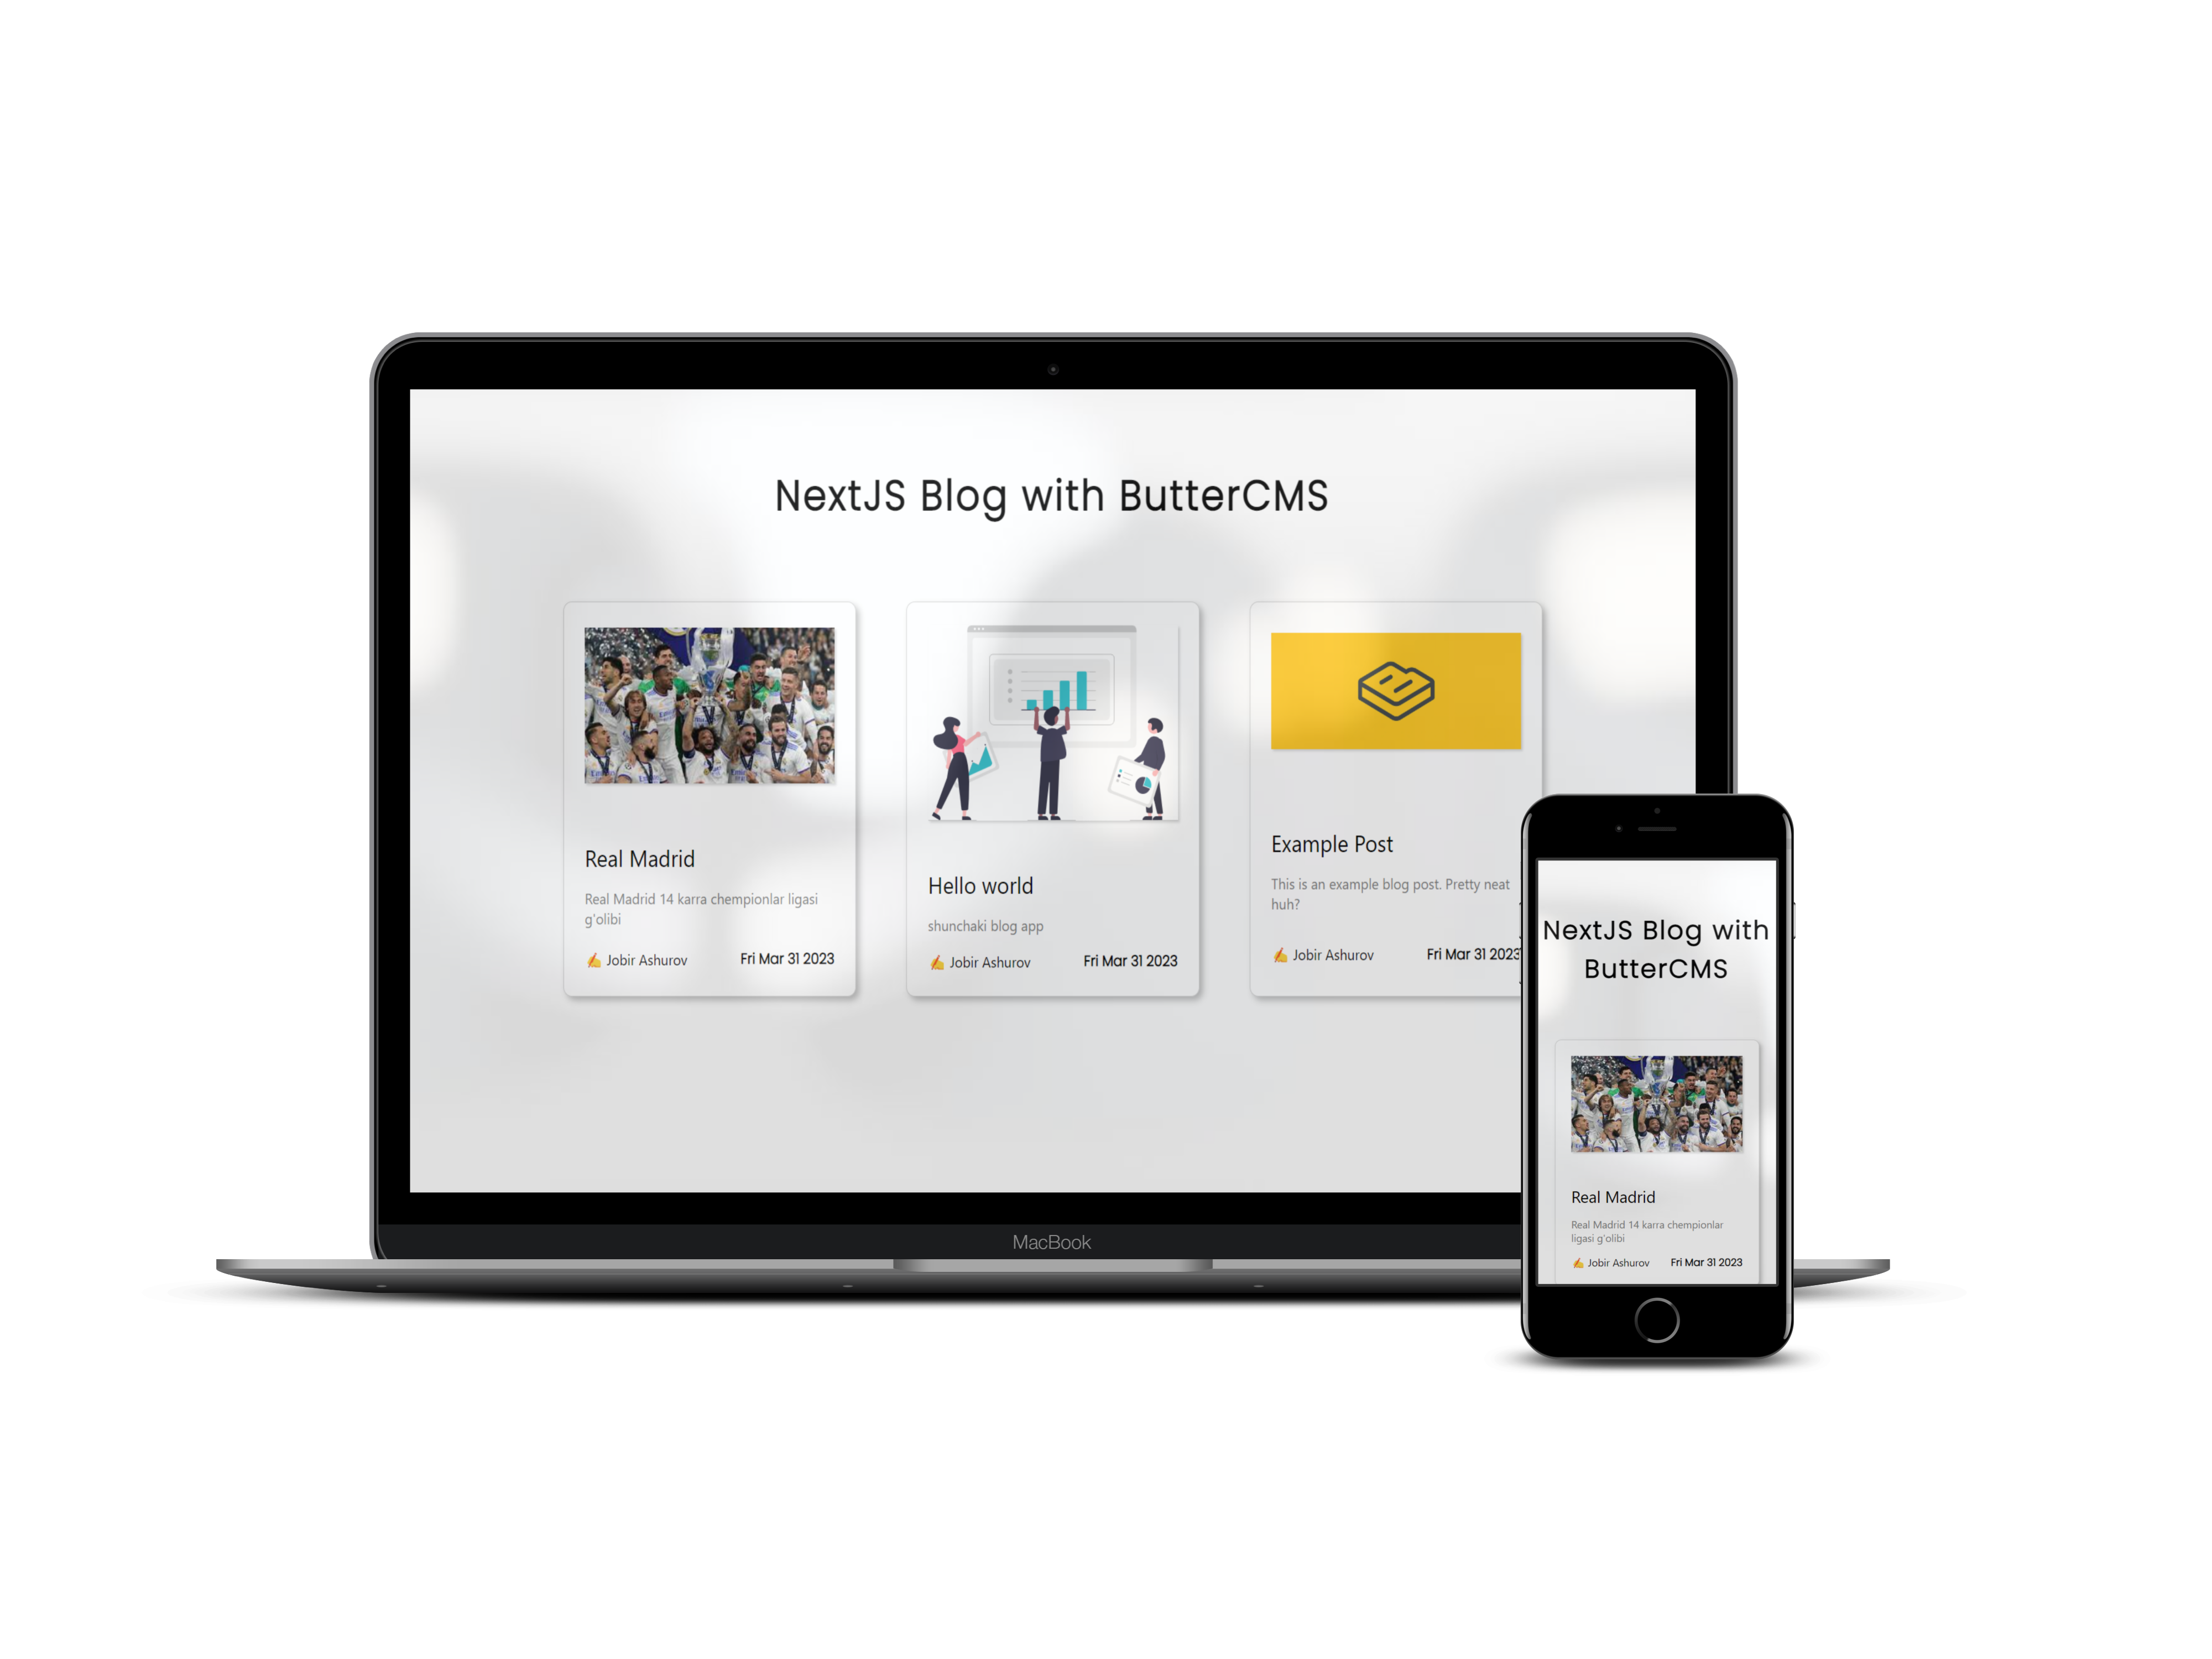 NextJS Blog with ButterCMS
Real Madrid
Real Madrid 14 karra chempionlar ligasi
g'olibi
✍ Jobir Ashurov Fri Mar 31 2023
Hello world
shunchaki blog app
✍ Jobir Ashurov Fri Mar 31 2023
Example Post
This is an example blog post. Pretty neat
huh?
✍ Jobir Ashurov Fri Mar 31 2023
MacBook
NextJS Blog with
ButterCMS
Real Madrid
Real Madrid 14 karra chempionlar
ligasi g'olibi
✍ Jobir Ashurov Fri Mar 31 2023